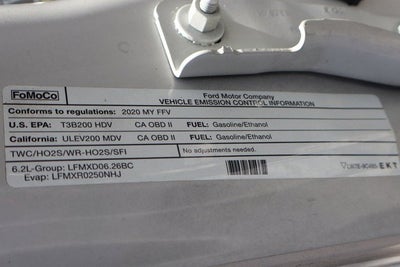 FoMoCo
Ford Motor Company
VEHICLE EMISSION CONTROL INFORMATION
Conforms to regulations: 2020 MY FFV
U.S. EPA: T3B200 HDV CA OBD II FUEL: Gasoline/Ethanol
California: ULEV200 MDV CA OBD II FUEL: Gasoline/Ethanol
TWC/HO2S/WR-HO2S/SFI No adjustments needed.
6.2L-Group: LFMXD06.26BC
Evap: LFMXR0250NHJ
EKT